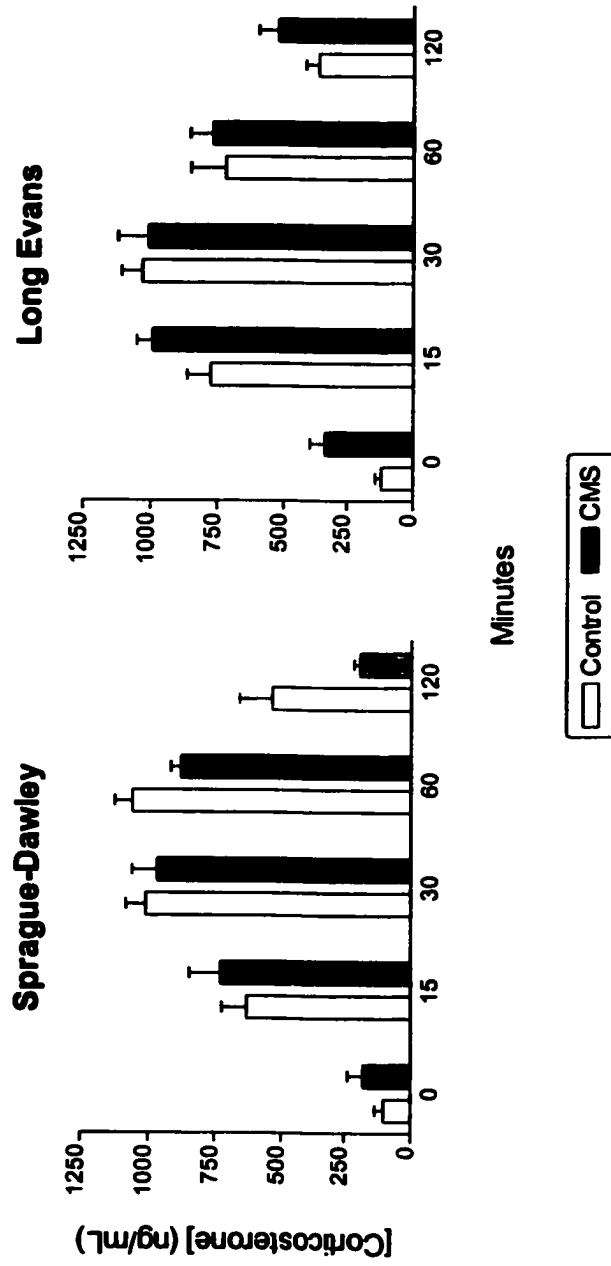 Sprague-Dawley
[Corticosterone] (ng/mL)
1250
1000
750
500
250
0
0 15 30 60 120
Long Evans
1250
1000
750
500
250
0
0 15 30 60 120
Minutes
Control CMS